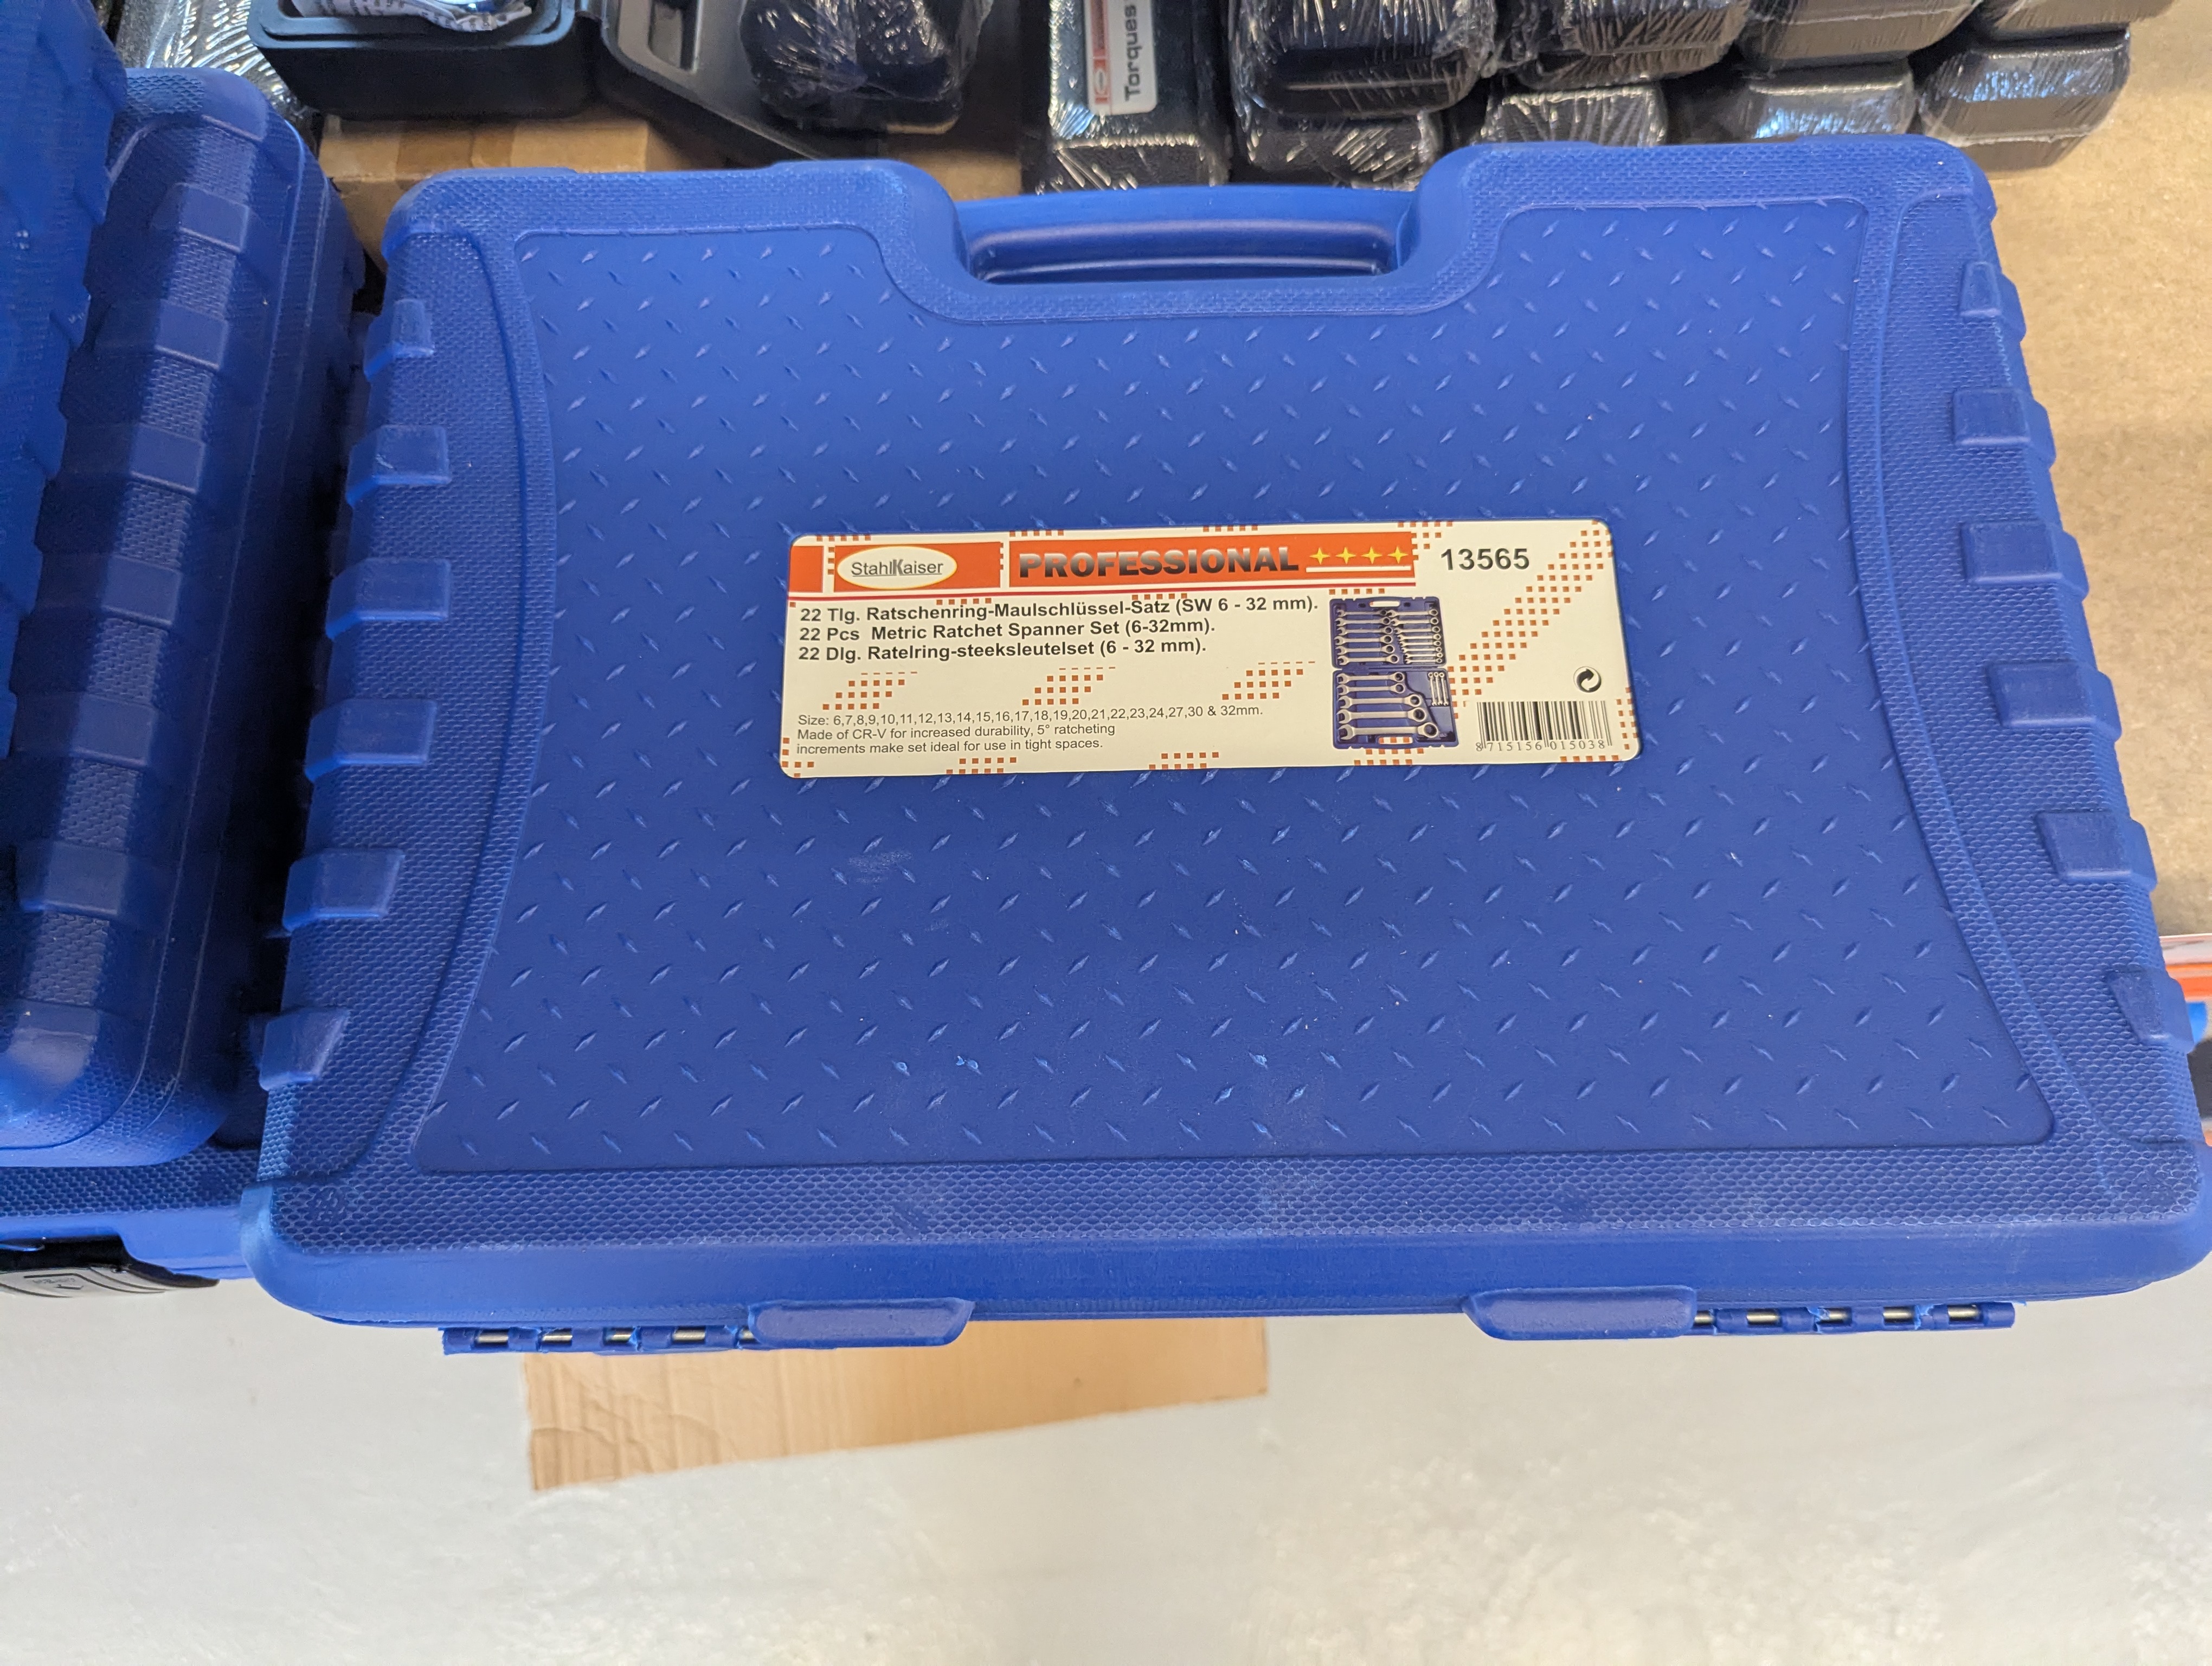 Torques
StahlKaiser
PROFESSIONAL
13565
22 Tlg. Ratschenring-Maulschlüssel-Satz (SW 6 - 32 mm).
22 Pcs  Metric Ratchet Spanner Set (6-32mm).
22 Dlg. Ratelring-steeksleutelset (6 - 32 mm).
Size: 6,7,8,9,10,11,12,13,14,15,16,17,18,19,20,21,22,23,24,27,30 & 32mm.
Made of CR-V for increased durability, 5° ratcheting
increments make set ideal for use in tight spaces.
8 715156 015038